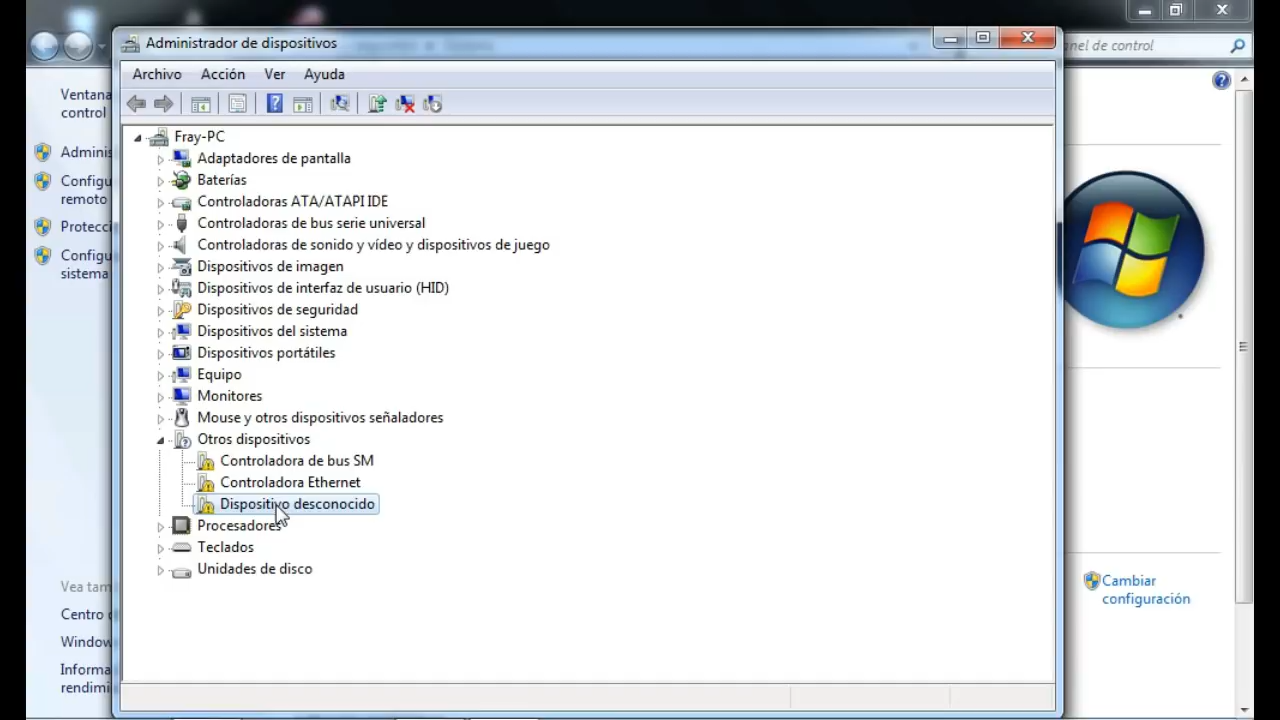 Administrador de dispositivos
nel de control
Archivo Acción Ver Ayuda
Ventana
control
Adminis
Configu
remoto
Protecci
Configu
sistema
Fray-PC
Adaptadores de pantalla
Baterías
Controladoras ATA/ATAPI IDE
Controladoras de bus serie universal
Controladoras de sonido y vídeo y dispositivos de juego
Dispositivos de imagen
Dispositivos de interfaz de usuario (HID)
Dispositivos de seguridad
Dispositivos del sistema
Dispositivos portátiles
Equipo
Monitores
Mouse y otros dispositivos señaladores
Otros dispositivos
Controladora de bus SM
Controladora Ethernet
Dispositivo desconocido
Procesadores
Teclados
Unidades de disco
Vea tam
Centro
Window
Informa
rendimi
Cambiar
configuración